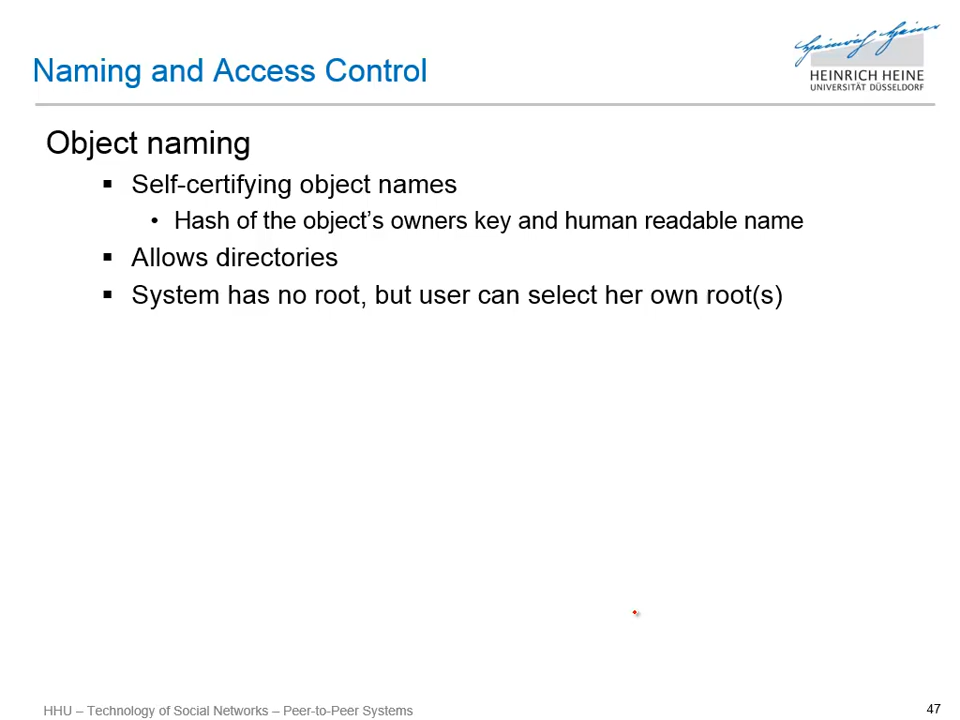 Heinrich Heine
HEINRICH HEINE
UNIVERSITÄT DÜSSELDORF
Naming and Access Control
Object naming
▪ Self-certifying object names
• Hash of the object's owners key and human readable name
▪ Allows directories
▪ System has no root, but user can select her own root(s)
HHU – Technology of Social Networks – Peer-to-Peer Systems
47